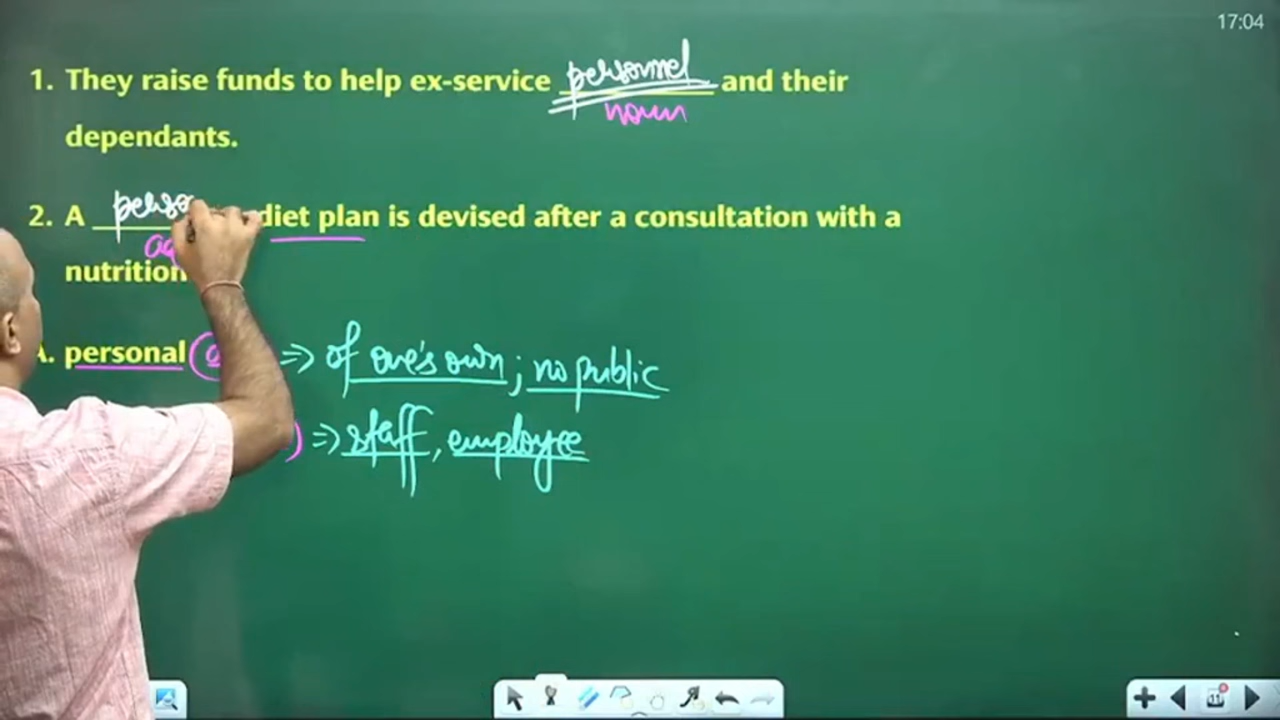 17:04
1. They raise funds to help ex-service personnel and their
noun
dependants.
2. A perso diet plan is devised after a consultation with a
nutrition
A. personal => of one's own ; no public
) => staff, employee